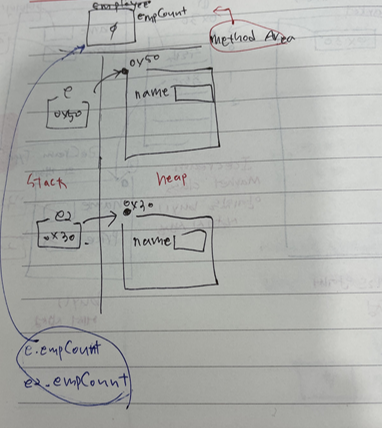 Employee
empCount
0
method Area
0x50
e
name
0x50
Stack
heap
0x30
e2
0x30
name
e.empCount
e2.empCount